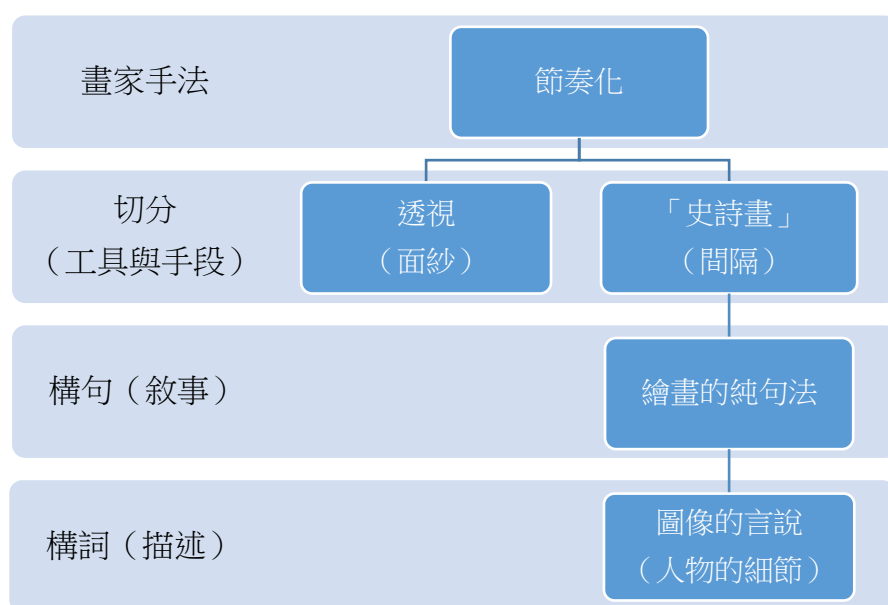 畫家手法
節奏化
切分
（工具與手段）
透視
（面紗）
「史詩畫」
（間隔）
構句（敘事）
繪畫的純句法
構詞（描述）
圖像的言說
（人物的細節）